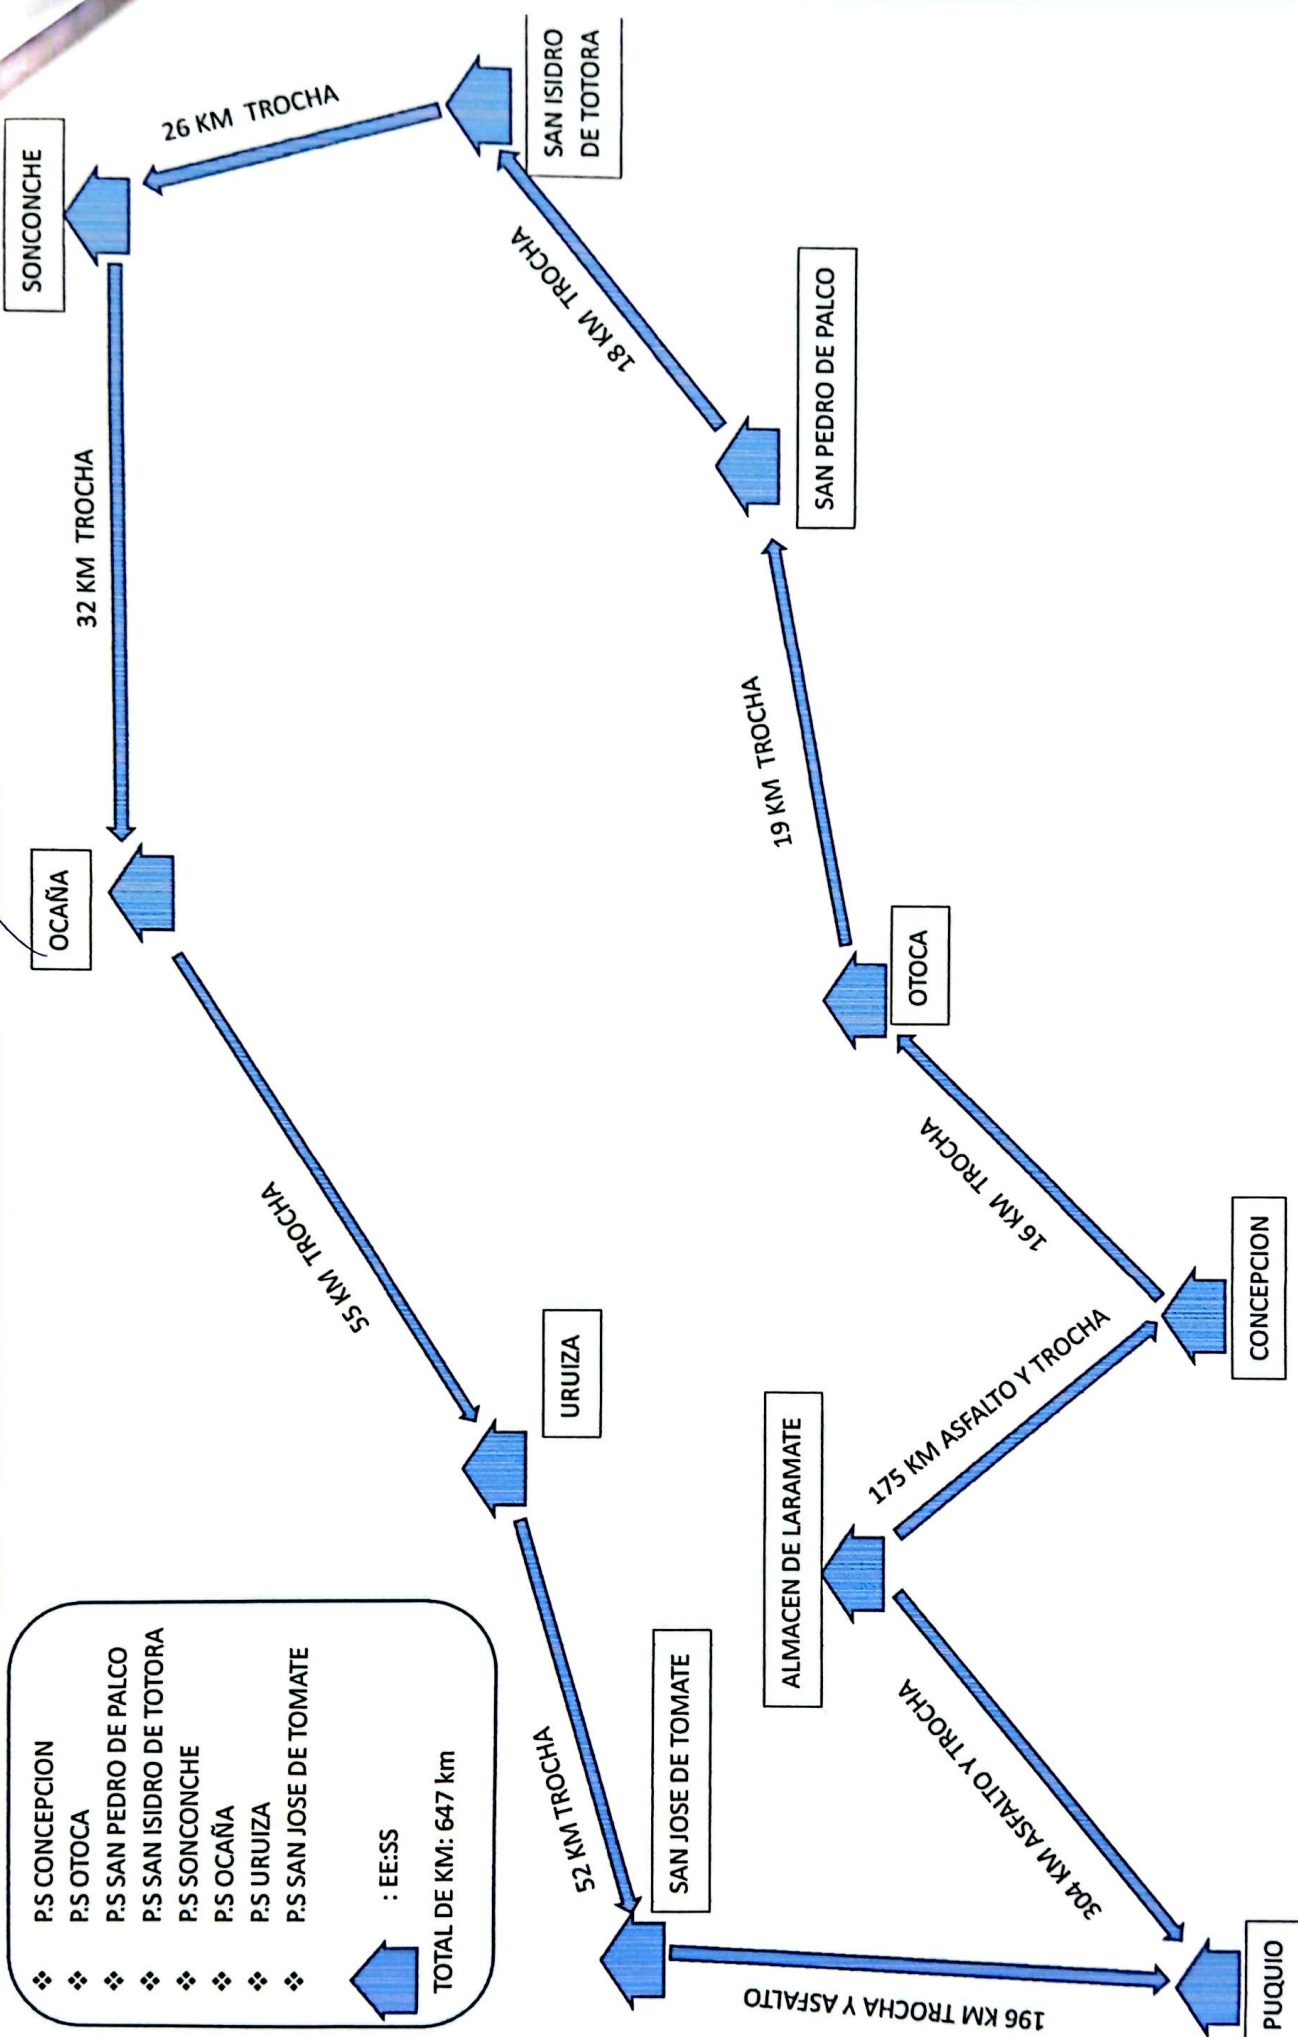 ❖ P.S CONCEPCION
❖ P.S OTOCA
❖ P.S SAN PEDRO DE PALCO
❖ P.S SAN ISIDRO DE TOTORA
❖ P.S SONCONCHE
❖ P.S OCAÑA
❖ P.S URUIZA
❖ P.S SAN JOSE DE TOMATE
: EE:SS
TOTAL DE KM: 647 km
OCAÑA
32 KM TROCHA
SONCONCHE
26 KM TROCHA
SAN ISIDRO
DE TOTORA
55 KM TROCHA
18 KM TROCHA
URUIZA
52 KM TROCHA
SAN JOSE DE TOMATE
19 KM TROCHA
SAN PEDRO DE PALCO
OTOCA
ALMACEN DE LARAMATE
175 KM ASFALTO Y TROCHA
16 KM TROCHA
196 KM TROCHA Y ASFALTO
304 KM ASFALTO Y TROCHA
CONCEPCION
PUQUIO